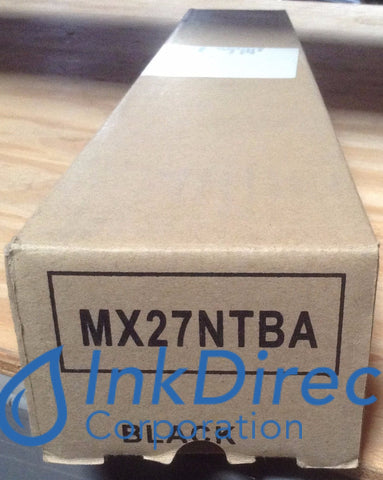 MX27NTBA
InkDirec
Corporation
BLACK